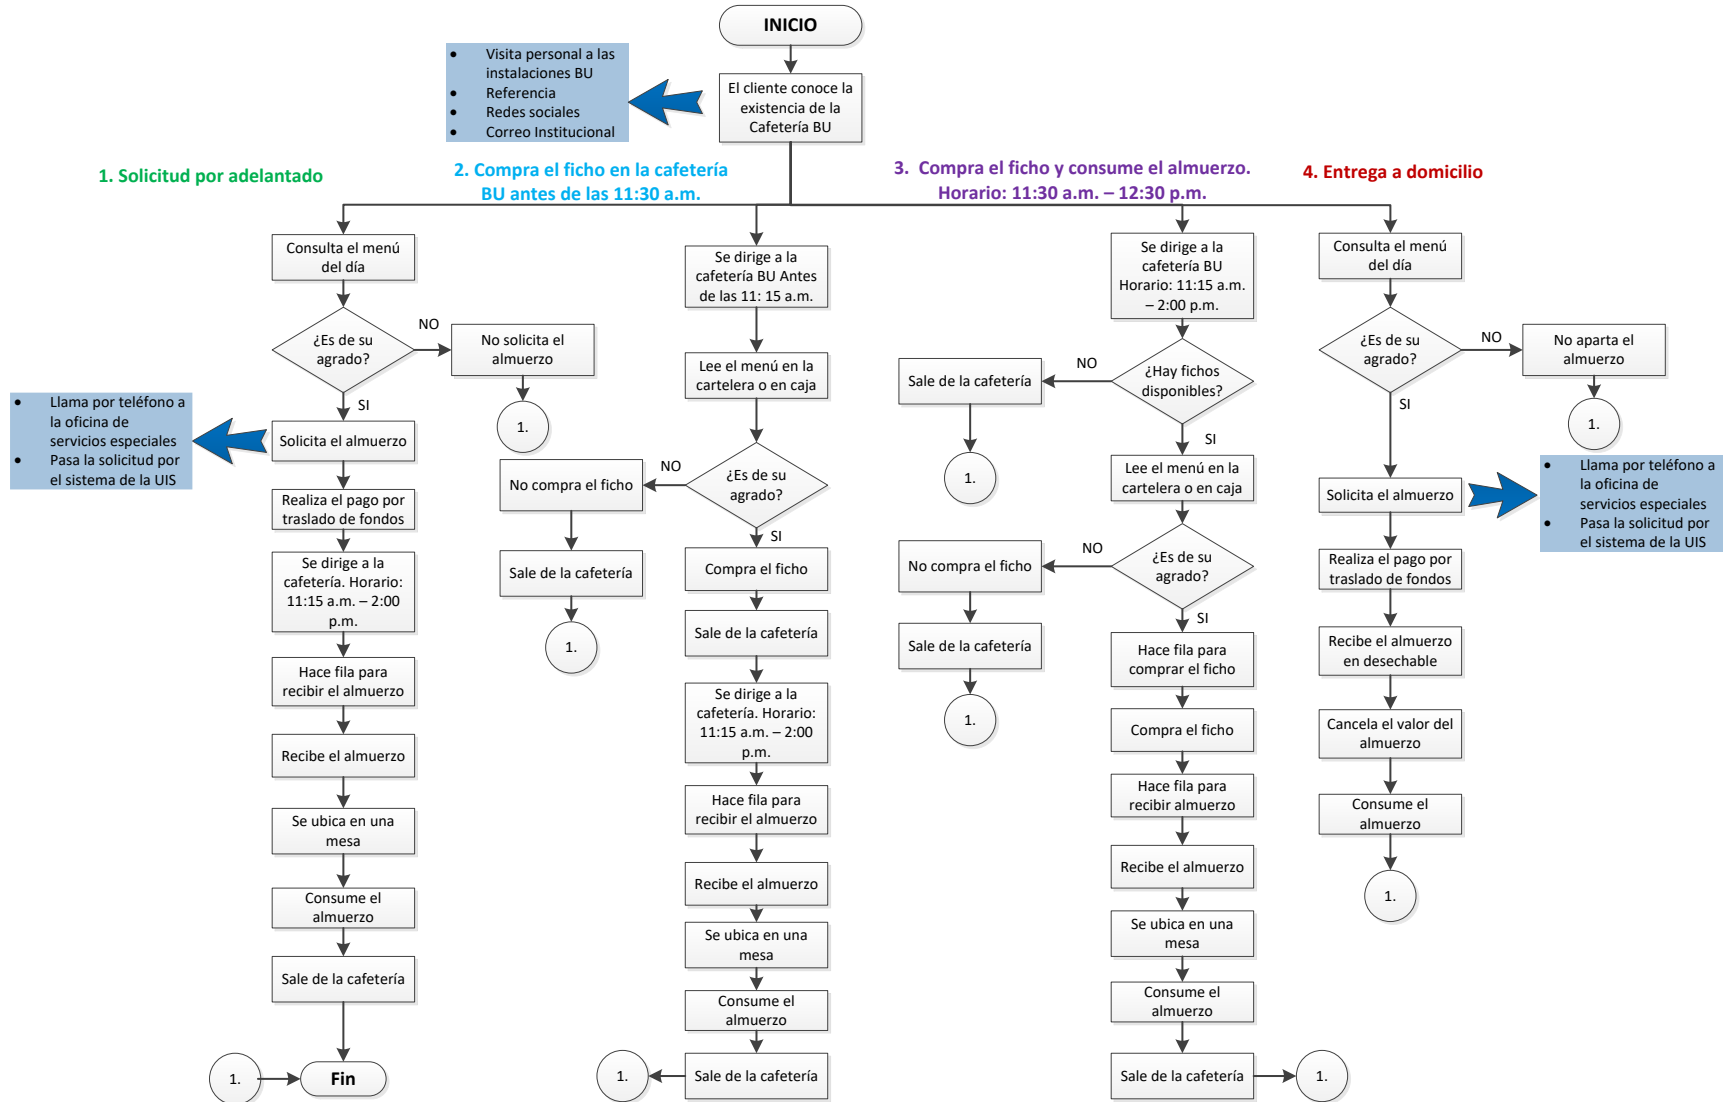 INICIO
• Visita personal a las
instalaciones BU
• Referencia
• Redes sociales
• Correo Institucional
El cliente conoce la
existencia de la
Cafetería BU
1. Solicitud por adelantado
Consulta el menú
del día
¿Es de su
agrado?
NO
No solicita el
almuerzo
1.
SI
• Llama por teléfono a
la oficina de
servicios especiales
• Pasa la solicitud por
el sistema de la UIS
Solicita el almuerzo
Realiza el pago por
traslado de fondos
Se dirige a la
cafetería. Horario:
11:15 a.m. – 2:00
p.m.
Hace fila para
recibir el almuerzo
Recibe el almuerzo
Se ubica en una
mesa
Consume el
almuerzo
Sale de la cafetería
1.
Fin
2. Compra el ficho en la cafetería
BU antes de las 11:30 a.m.
Se dirige a la
cafetería BU Antes
de las 11: 15 a.m.
Lee el menú en la
cartelera o en caja
¿Es de su
agrado?
NO
No compra el ficho
Sale de la cafetería
1.
SI
Compra el ficho
Sale de la cafetería
Se dirige a la
cafetería. Horario:
11:15 a.m. – 2:00
p.m.
Hace fila para
recibir el almuerzo
Recibe el almuerzo
Se ubica en una
mesa
Consume el
almuerzo
Sale de la cafetería
1.
3. Compra el ficho y consume el almuerzo.
Horario: 11:30 a.m. – 12:30 p.m.
Se dirige a la
cafetería BU
Horario: 11:15 a.m.
– 2:00 p.m.
¿Hay fichos
disponibles?
NO
Sale de la cafetería
1.
SI
Lee el menú en la
cartelera o en caja
¿Es de su
agrado?
NO
No compra el ficho
Sale de la cafetería
1.
SI
Hace fila para
comprar el ficho
Compra el ficho
Hace fila para
recibir almuerzo
Recibe el almuerzo
Se ubica en una
mesa
Consume el
almuerzo
Sale de la cafetería
1.
4. Entrega a domicilio
Consulta el menú
del día
¿Es de su
agrado?
NO
No aparta el
almuerzo
1.
SI
Solicita el almuerzo
• Llama por teléfono a
la oficina de
servicios especiales
• Pasa la solicitud por
el sistema de la UIS
Realiza el pago por
traslado de fondos
Recibe el almuerzo
en desechable
Cancela el valor del
almuerzo
Consume el
almuerzo
1.